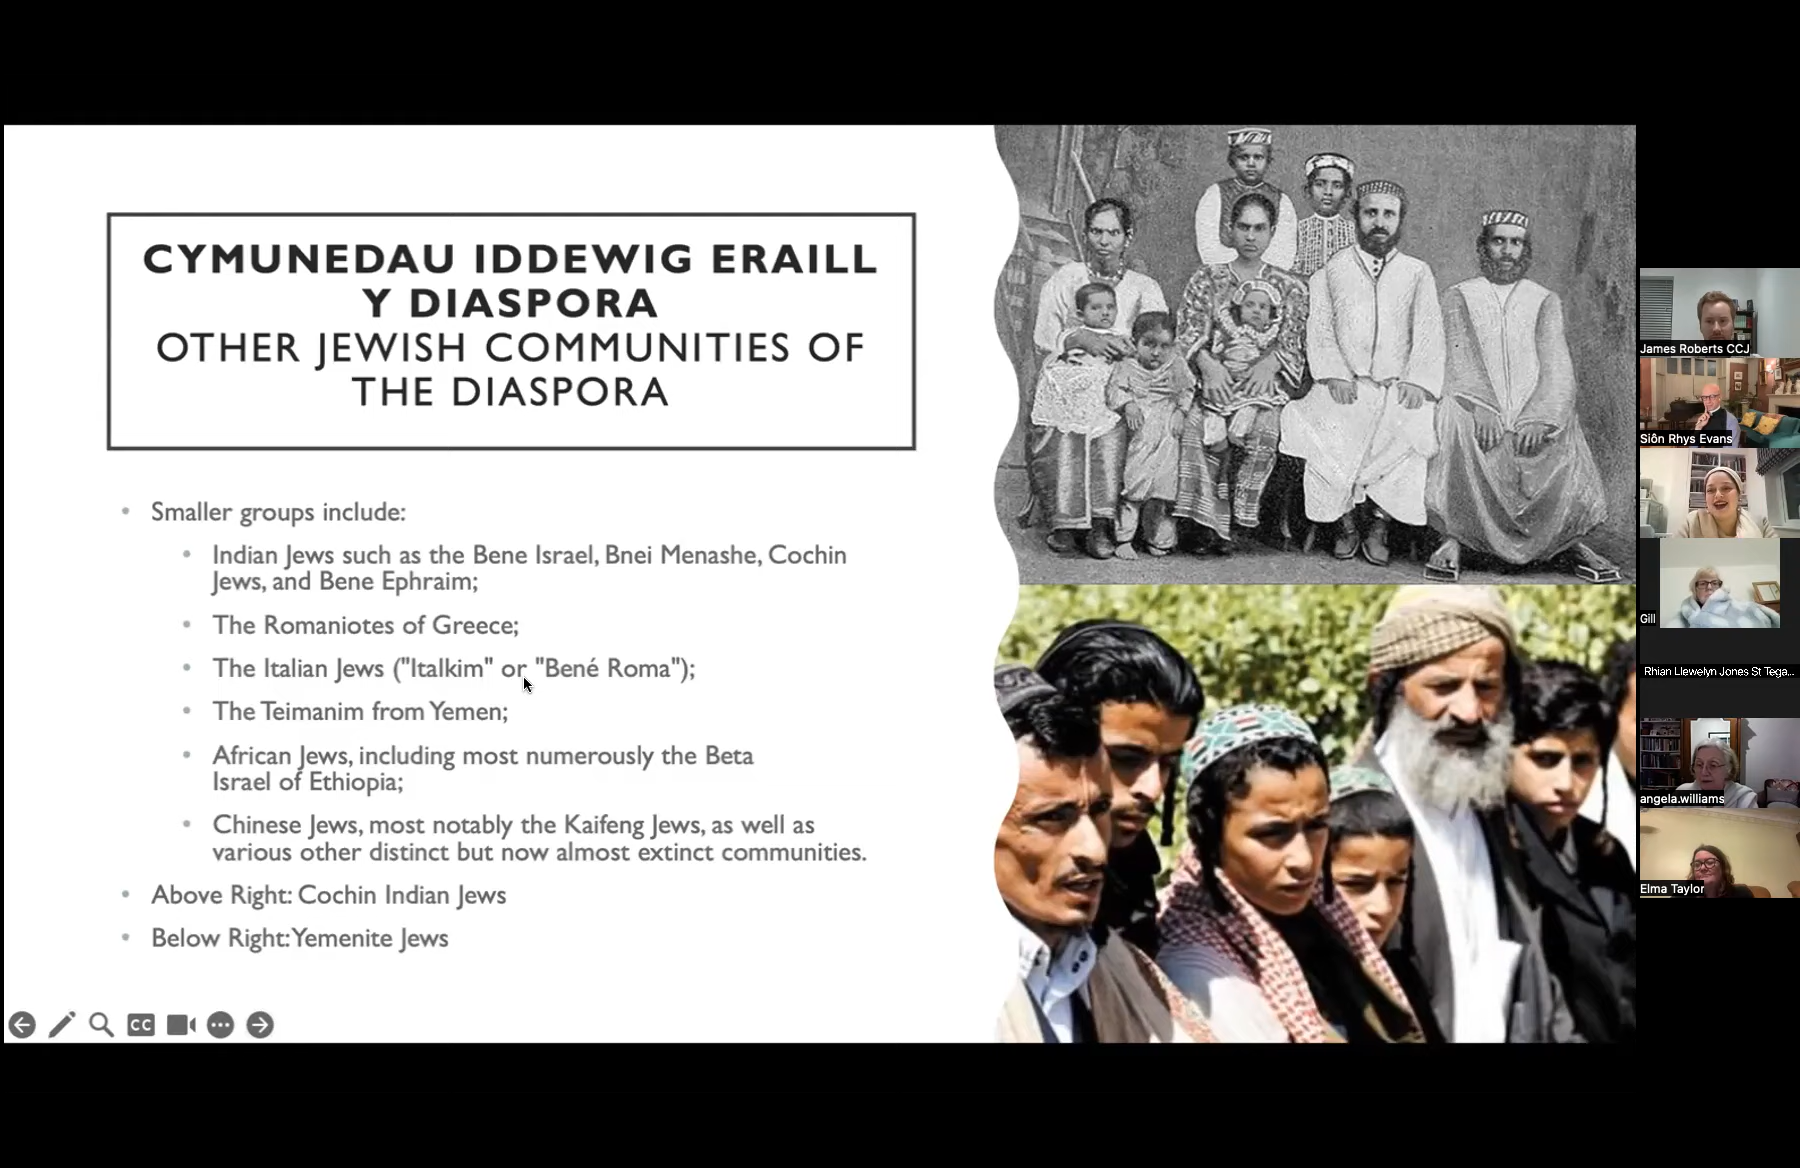 CYMUNEDAU IDDEWIG ERAILL
Y DIASPORA
OTHER JEWISH COMMUNITIES OF
THE DIASPORA
• Smaller groups include:
• Indian Jews such as the Bene Israel, Bnei Menashe, Cochin
Jews, and Bene Ephraim;
• The Romaniotes of Greece;
• The Italian Jews ("Italkim" or "Bené Roma");
• The Teimanim from Yemen;
• African Jews, including most numerously the Beta
Israel of Ethiopia;
• Chinese Jews, most notably the Kaifeng Jews, as well as
various other distinct but now almost extinct communities.
• Above Right: Cochin Indian Jews
• Below Right: Yemenite Jews
CC
James Roberts CCJ
Siôn Rhys Evans
Gill
Rhian Llewelyn Jones St Tega...
angela.williams
Elma Taylor